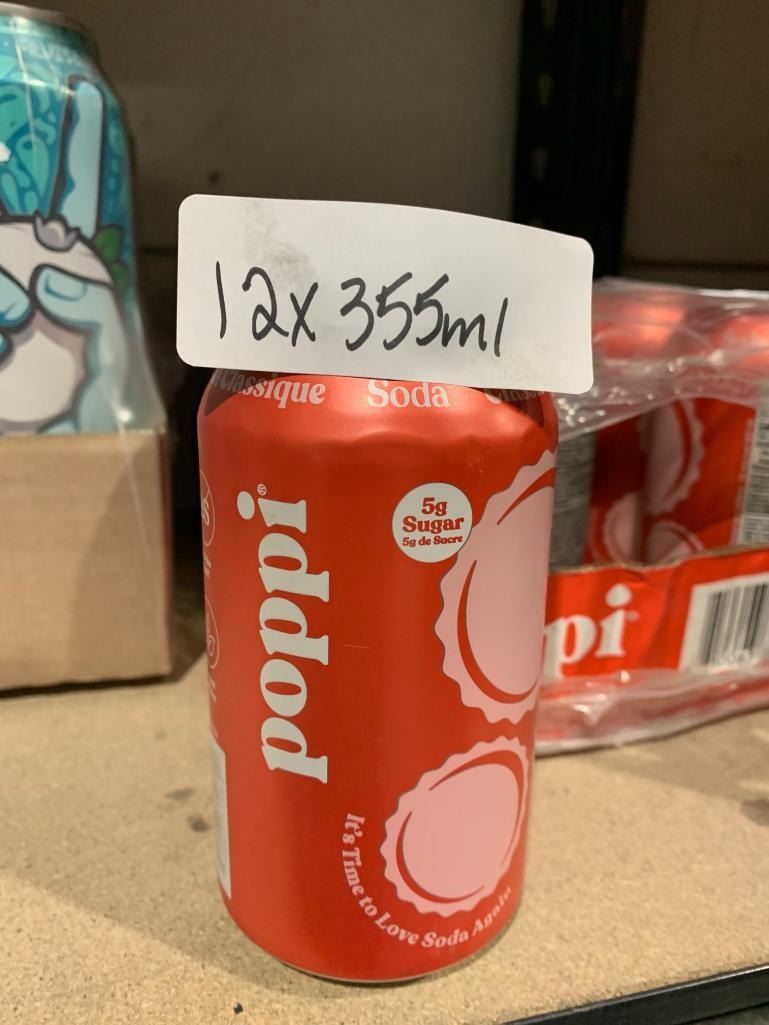 12x 355ml
Classique Soda
poppi®
5g
Sugar
5g de Sucre
It's Time to Love Soda Again
pi